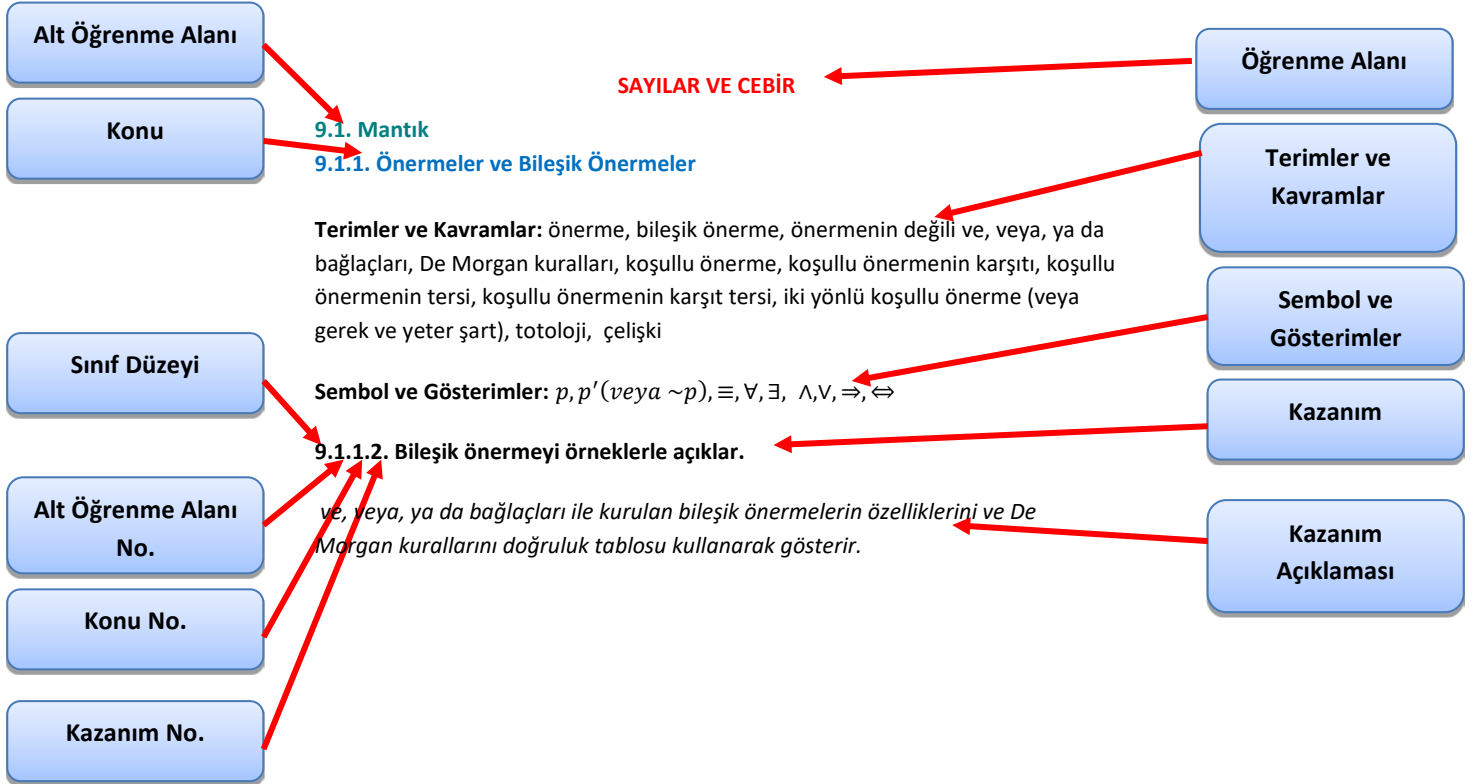 Alt Öğrenme Alanı
Öğrenme Alanı
SAYILAR VE CEBİR
Konu
9.1. Mantık
9.1.1. Önermeler ve Bileşik Önermeler
Terimler ve
Kavramlar
Terimler ve Kavramlar: önerme, bileşik önerme, önermenin değili ve, veya, ya da
bağlaçları, De Morgan kuralları, koşullu önerme, koşullu önermenin karşıtı, koşullu
önermenin tersi, koşullu önermenin karşıt tersi, iki yönlü koşullu önerme (veya
gerek ve yeter şart), totoloji, çelişki
Sembol ve
Gösterimler
Sınıf Düzeyi
Sembol ve Gösterimler: p, p′(veya ~p), ≡, ∀, ∃, ∧,∨, ⇒, ⇔
Kazanım
9.1.1.2. Bileşik önermeyi örneklerle açıklar.
Alt Öğrenme Alanı
No.
ve, veya, ya da bağlaçları ile kurulan bileşik önermelerin özelliklerini ve De
Morgan kurallarını doğruluk tablosu kullanarak gösterir.
Kazanım
Açıklaması
Konu No.
Kazanım No.